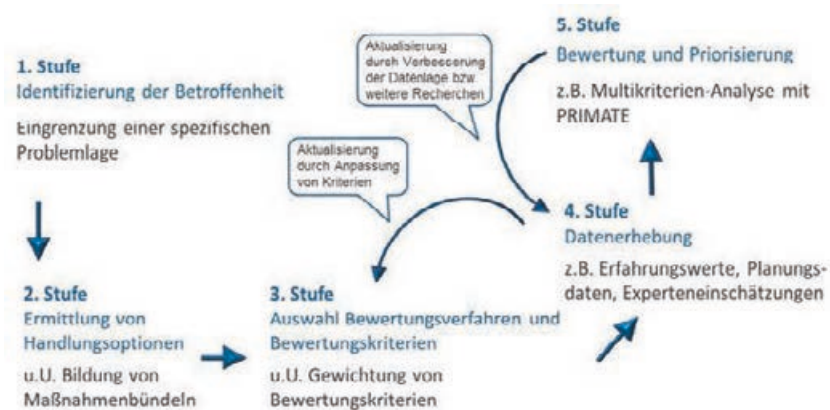 1. Stufe
Identifizierung der Betroffenheit
Eingrenzung einer spezifischen
Problemlage
2. Stufe
Ermittlung von
Handlungsoptionen
u.U. Bildung von
Maßnahmenbündeln
3. Stufe
Auswahl Bewertungsverfahren und
Bewertungskriterien
u.U. Gewichtung von
Bewertungskriterien
Aktualisierung
durch Anpassung
von Kriterien
4. Stufe
Datenerhebung
z.B. Erfahrungswerte, Planungs-
daten, Experteneinschätzungen
Aktualisierung
durch Verbesserung
der Datenlage bzw.
weitere Recherchen
5. Stufe
Bewertung und Priorisierung
z.B. Multikriterien-Analyse mit
PRIMATE